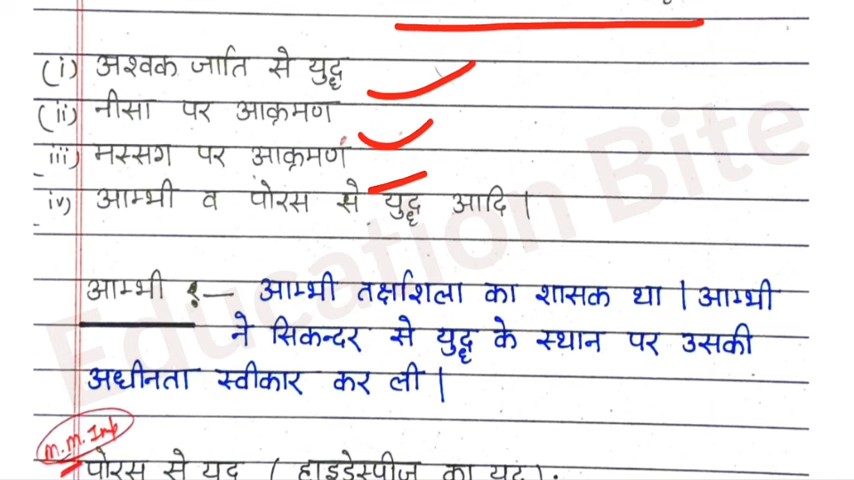 (i) अश्वक जाति से युद्ध
(ii) नीसा पर आक्रमण
iii) मस्सग पर आक्रमण
iv) आम्भी व पोरस से युद्ध आदि |
आम्भी :— आम्भी तक्षशिला का शासक था | आम्भी
ने सिकन्दर से युद्ध के स्थान पर उसकी
अधीनता स्वीकार कर ली |
M.M. Imp
पोरस से युद्ध ( हाइडेस्पीज का युद्ध ) :
Education Bite